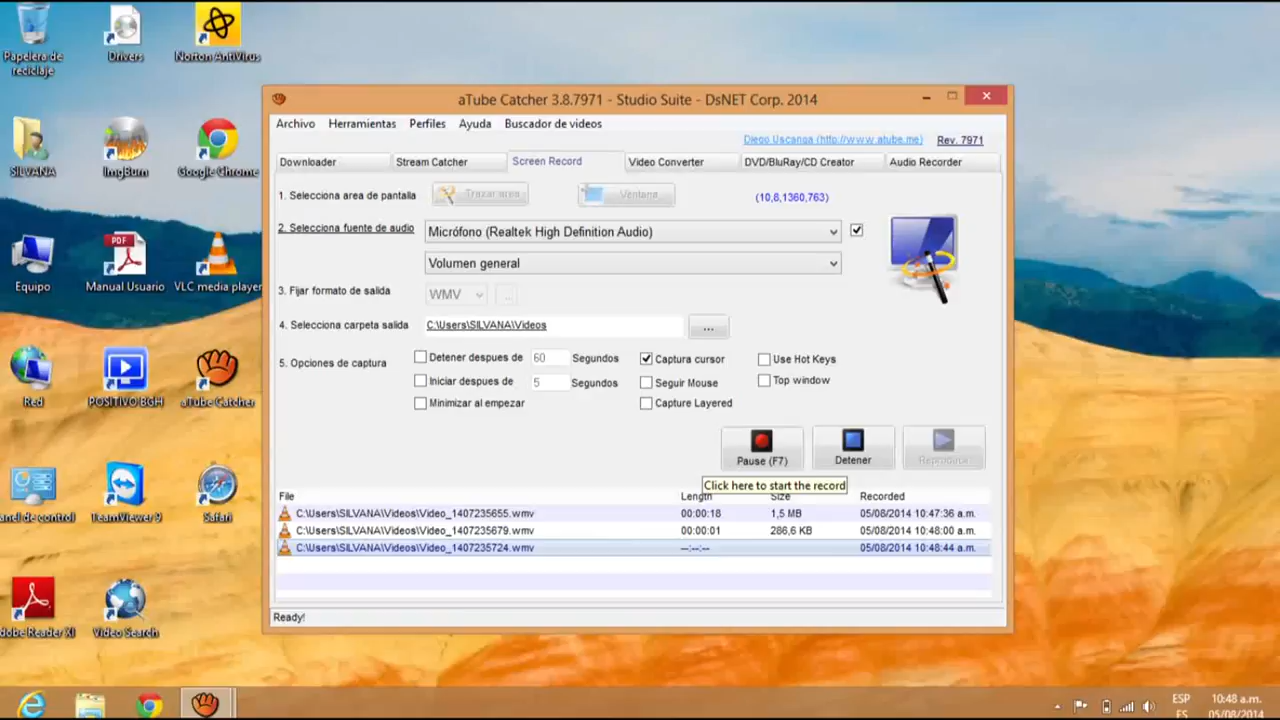 Papelera de
reciclaje
Drivers
Norton AntiVirus
SILVANA
ImgBurn
Google Chrome
Equipo
PDF
Manual Usuario
VLC media player
Red
POSITIVO BGH
aTube Catcher
anel de control
TeamViewer 9
Safari
dobe Reader XI
Video Search
aTube Catcher 3.8.7971 - Studio Suite - DsNET Corp. 2014
Archivo Herramientas Perfiles Ayuda Buscador de videos
Diego Uscanga (http://www.atube.me) Rev. 7971
Downloader Stream Catcher Screen Record Video Converter DVD/BluRay/CD Creator Audio Recorder
1. Selecciona area de pantalla Trazar area Ventana (10,8,1360,763)
2. Selecciona fuente de audio Micrófono (Realtek High Definition Audio)
Volumen general
3. Fijar formato de salida WMV ...
4. Selecciona carpeta salida C:\Users\SILVANA\Videos ...
5. Opciones de captura Detener despues de 60 Segundos Captura cursor Use Hot Keys
Iniciar despues de 5 Segundos Seguir Mouse Top window
Minimizar al empezar Capture Layered
Pause (F7) Detener Reproducir
Click here to start the record
File Length Size Recorded
C:\Users\SILVANA\Videos\Video_1407235655.wmv 00:00:18 1,5 MB 05/08/2014 10:47:36 a.m.
C:\Users\SILVANA\Videos\Video_1407235679.wmv 00:00:01 286,6 KB 05/08/2014 10:48:00 a.m.
C:\Users\SILVANA\Videos\Video_1407235724.wmv --:--:-- 05/08/2014 10:48:44 a.m.
Ready!
ESP 10:48 a.m.
ES 05/08/2014